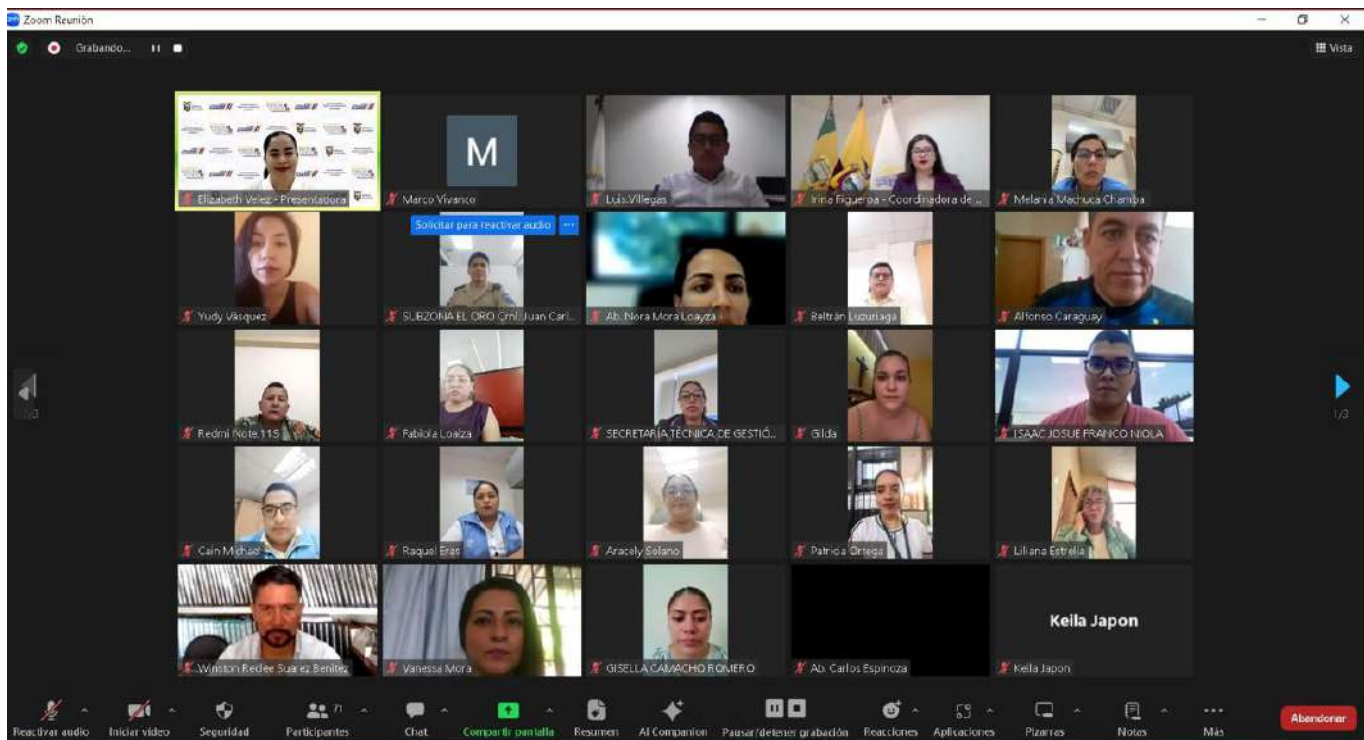 Zoom Reunión
Grabando...
Vista
Elizabeth Velez - Presentadora
M
Marco Vivanco
Luis.Villegas
Irina Figueroa - Coordinadora de ...
Melania Machuca Chamba
Yudy Vásquez
Solicitar para reactivar audio
...
SUBZONA EL ORO Crnl. Juan Carl...
Ab. Nora Mora Loayza
Beltrán Luzuriaga
Alfonso Caraguay
Redmi Note 11S
Fabiola Loaiza
SECRETARÍA TÉCNICA DE GESTIÓ...
Gilda
ISAAC JOSUE FRANCO NIOLA
Cain Michael
Raquel Eras
Aracely Solano
Patricia Ortega
Liliana Estrella
1/3
Winston Redee Suarez Benitez
Vanessa Mora
GISELLA CAMACHO ROMERO
Ab. Carlos Espinoza
Keila Japon
Keila Japon
71
Reactivar audio
Iniciar video
Seguridad
Participantes
Chat
Compartir pantalla
Resumen
AI Companion
Pausar/detener grabación
Reacciones
Aplicaciones
Pizarras
Notas
Más
Abandonar